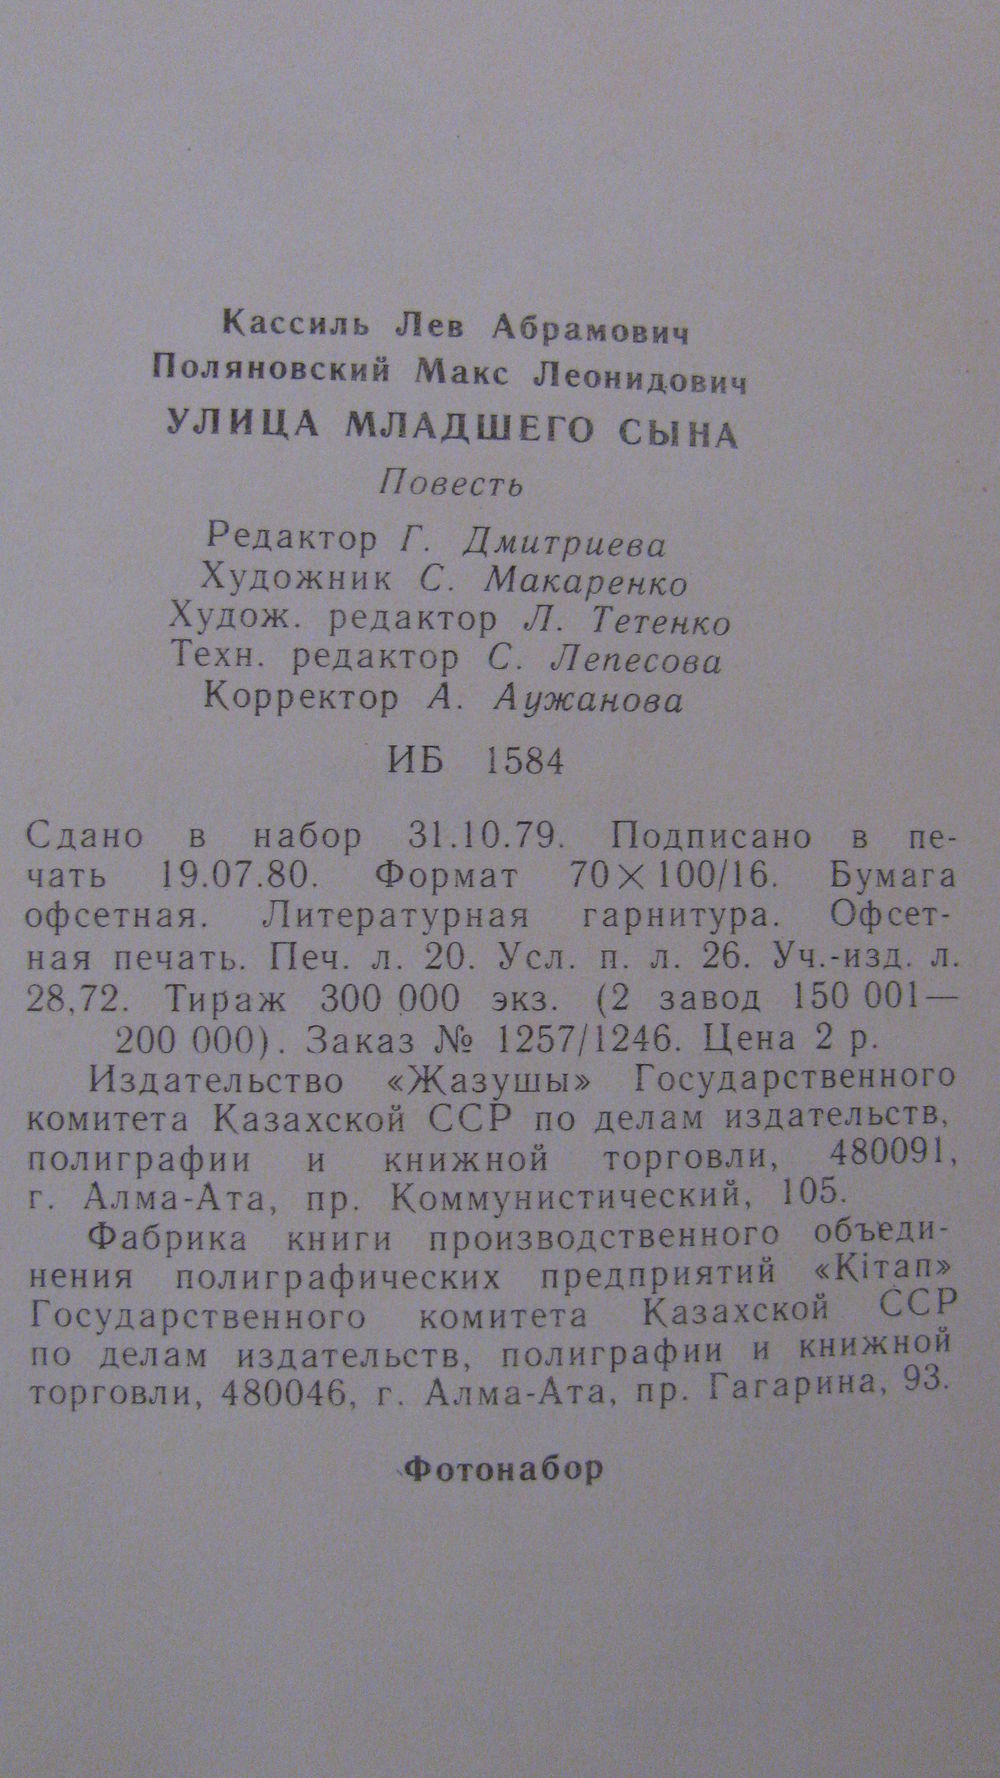 Кассиль Лев Абрамович
Поляновский Макс Леонидович
УЛИЦА МЛАДШЕГО СЫНА
Повесть
Редактор Г. Дмитриева
Художник С. Макаренко
Худож. редактор Л. Тетенко
Техн. редактор С. Лепесова
Корректор А. Аужанова
ИБ 1584
Сдано в набор 31.10.79. Подписано в пе-
чать 19.07.80. Формат 70×100/16. Бумага
офсетная. Литературная гарнитура. Офсет-
ная печать. Печ. л. 20. Усл. п. л. 26. Уч.-изд. л.
28,72. Тираж 300 000 экз. (2 завод 150 001—
200 000). Заказ № 1257/1246. Цена 2 р.
Издательство «Жазушы» Государственного
комитета Казахской ССР по делам издательств,
полиграфии и книжной торговли, 480091,
г. Алма-Ата, пр. Коммунистический, 105.
Фабрика книги производственного объеди-
нения полиграфических предприятий «Кітап»
Государственного комитета Казахской ССР
по делам издательств, полиграфии и книжной
торговли, 480046, г. Алма-Ата, пр. Гагарина, 93.
Фотонабор